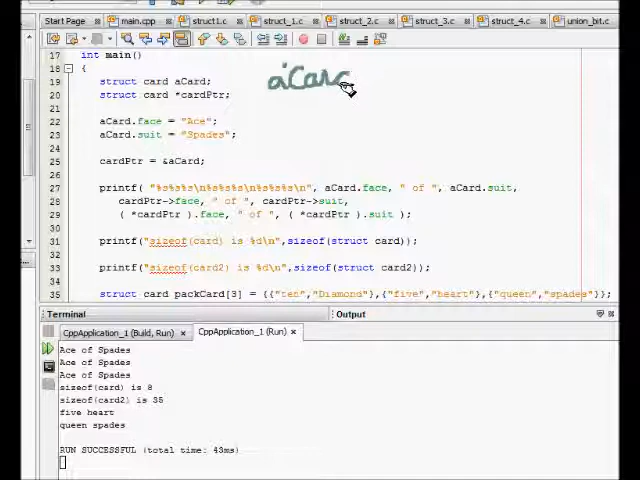 Start Page main.cpp struct1.c struct_1.c struct_2.c struct_3.c struct_4.c union_bit.c
17 int main()
18 {
19 struct card aCard;
20 struct card *cardPtr;
21
22 aCard.face = "Ace";
23 aCard.suit = "Spades";
24
25 cardPtr = &aCard;
26
27 printf( "%s%s%s\n%s%s%s\n%s%s%s\n", aCard.face, " of ", aCard.suit,
28 cardPtr->face, " of ", cardPtr->suit,
29 ( *cardPtr ).face, " of ", ( *cardPtr ).suit );
30
31 printf("sizeof(card) is %d\n",sizeof(struct card));
32
33 printf("sizeof(card2) is %d\n",sizeof(struct card2));
34
35 struct card packCard[3] = {{"ten","Diamond"},{"five","heart"},{"queen","spades"}};
aCarc
Terminal Output
CppApplication_1 (Build, Run) CppApplication_1 (Run)
Ace of Spades
Ace of Spades
Ace of Spades
sizeof(card) is 8
sizeof(card2) is 35
five heart
queen spades
RUN SUCCESSFUL (total time: 43ms)